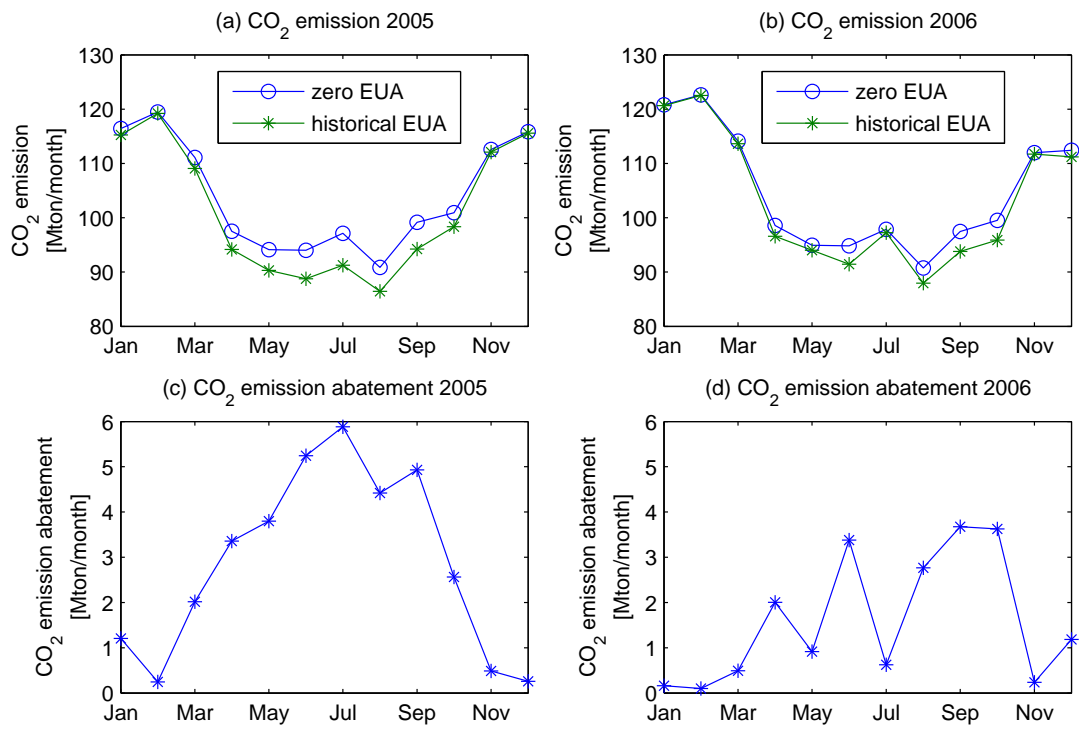 (a) CO2 emission 2005
130
120
110
100
90
80
CO2 emission
[Mton/month]
zero EUA
historical EUA
Jan Mar May Jul Sep Nov
(b) CO2 emission 2006
130
120
110
100
90
80
CO2 emission
[Mton/month]
zero EUA
historical EUA
Jan Mar May Jul Sep Nov
(c) CO2 emission abatement 2005
6
5
4
3
2
1
0
CO2 emission abatement
[Mton/month]
Jan Mar May Jul Sep Nov
(d) CO2 emission abatement 2006
6
5
4
3
2
1
0
CO2 emission abatement
[Mton/month]
Jan Mar May Jul Sep Nov